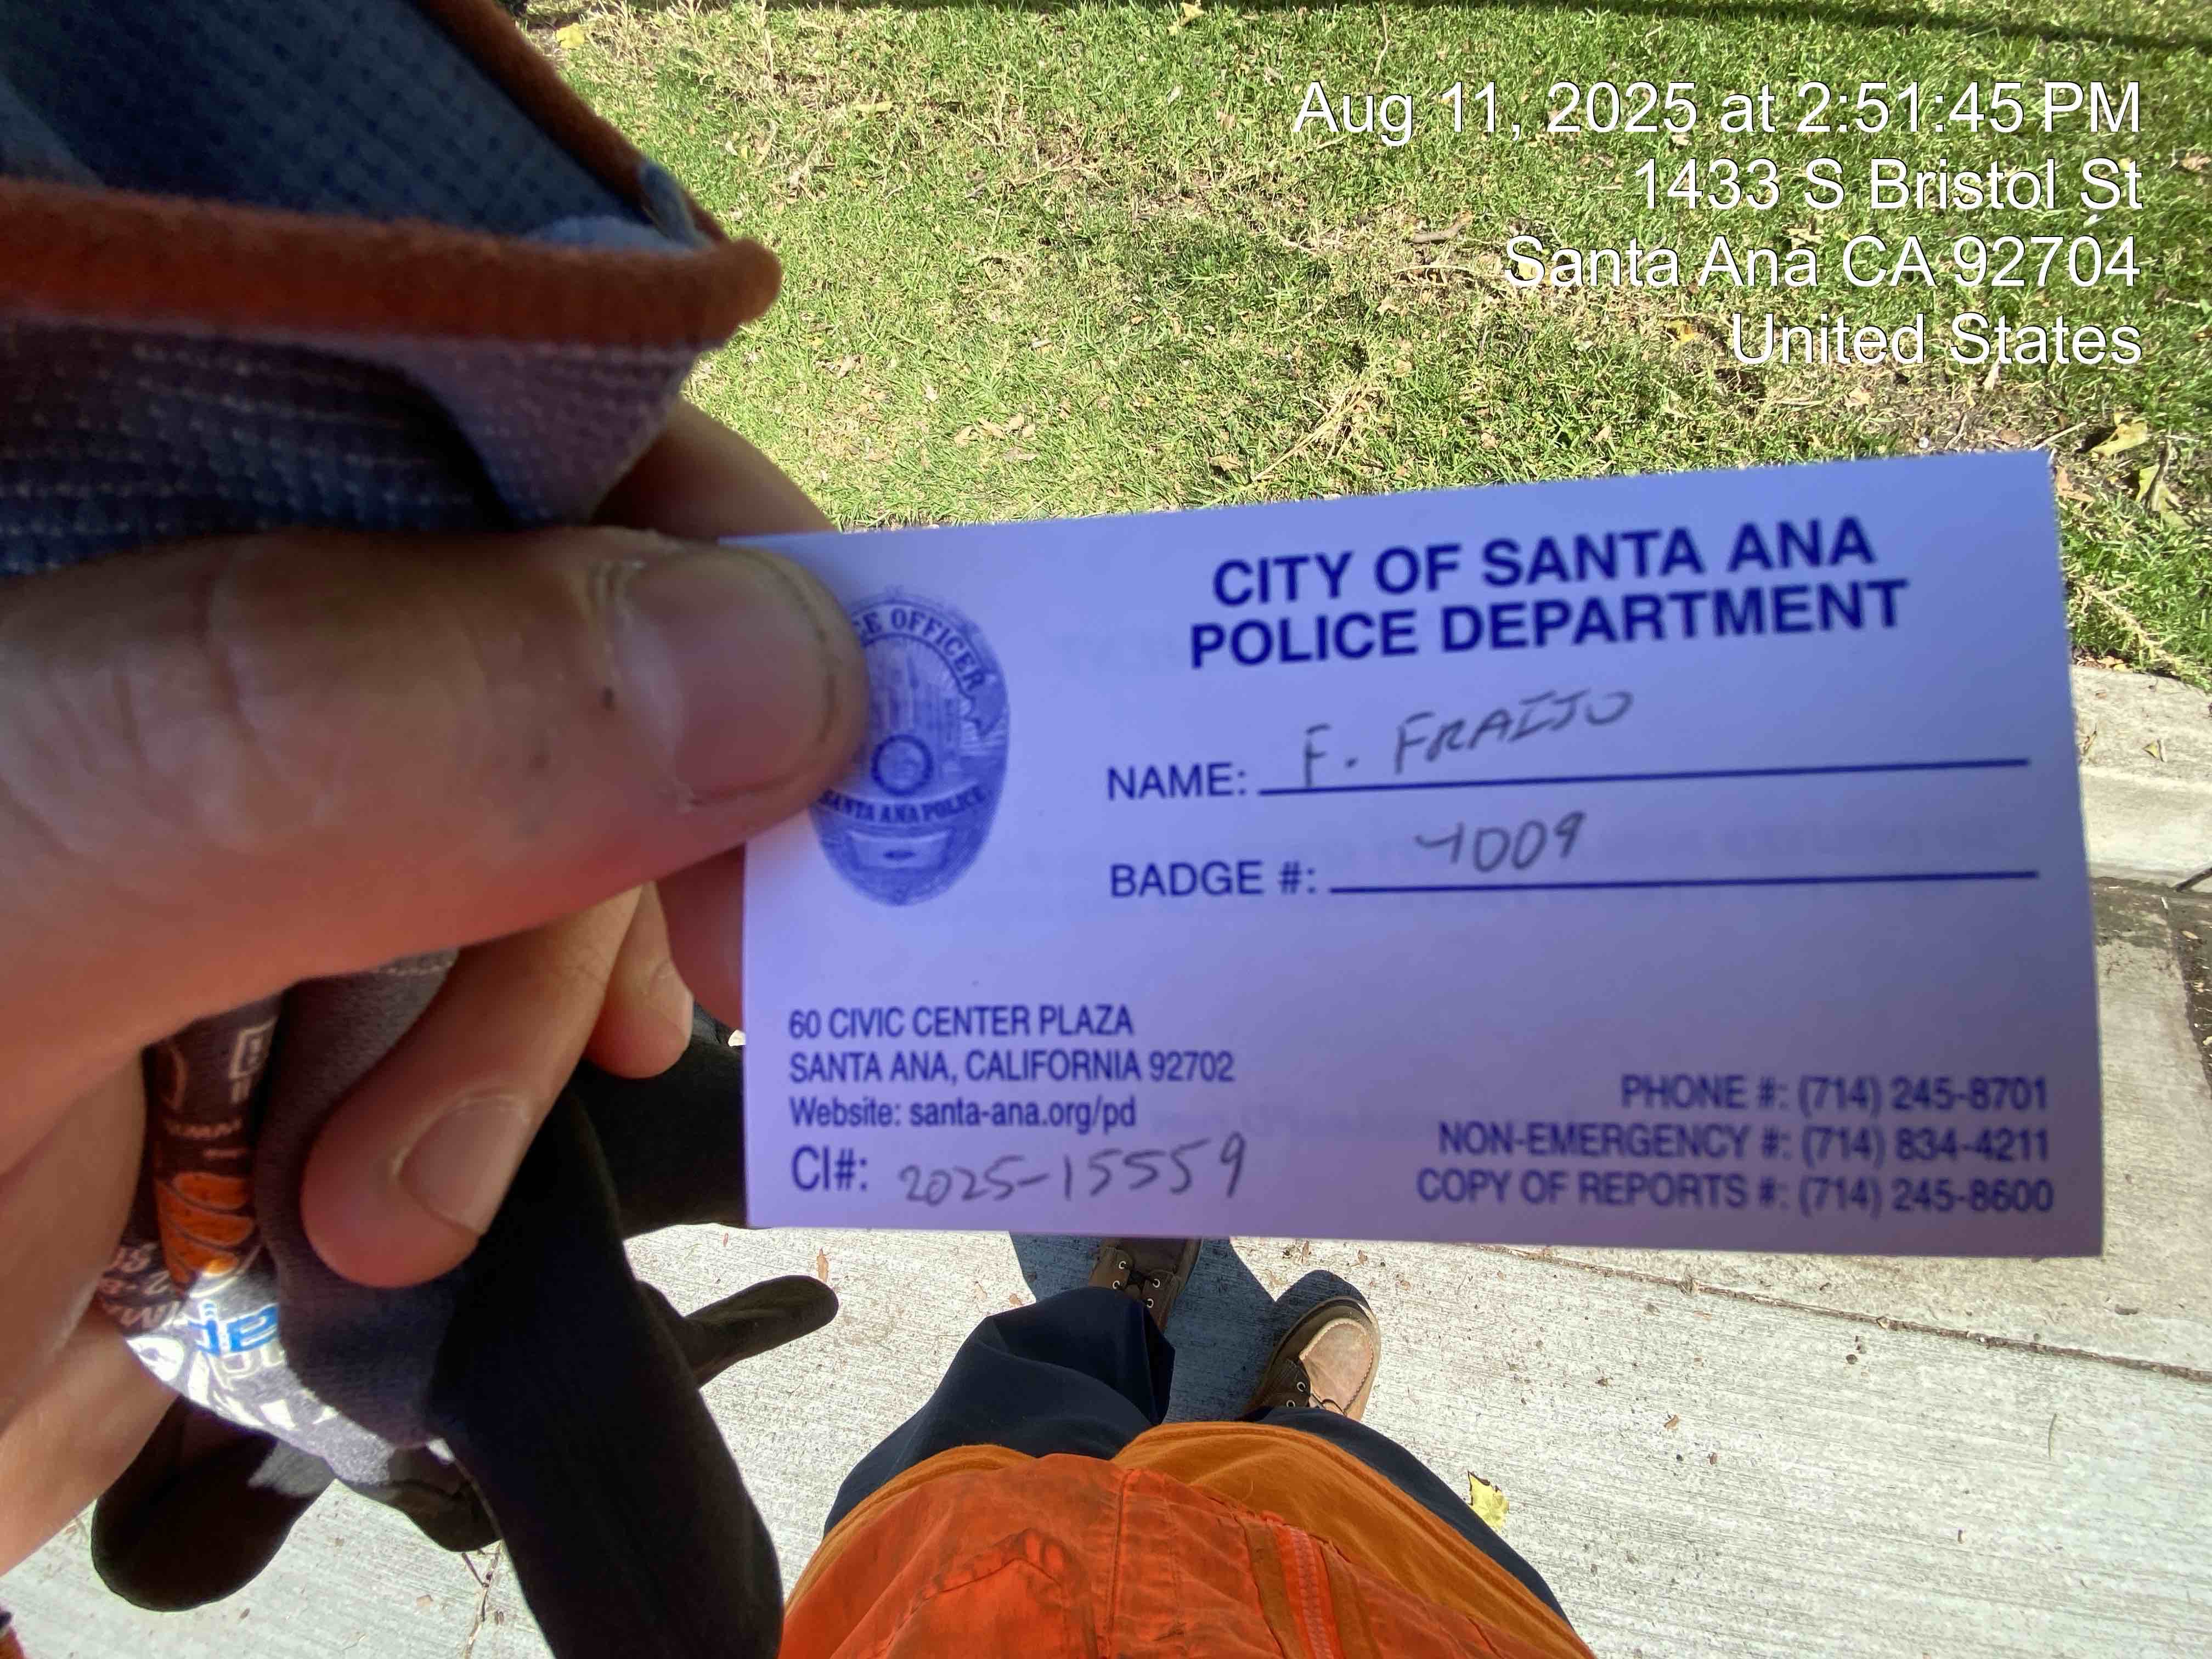 Aug 11, 2025 at 2:51:45 PM
1433 S Bristol St
Santa Ana CA 92704
United States
CITY OF SANTA ANA
POLICE DEPARTMENT
OFFICER
SANTA ANA POLICE
NAME: F. FRAIJO
BADGE #: 4009
60 CIVIC CENTER PLAZA
SANTA ANA, CALIFORNIA 92702
Website: santa-ana.org/pd
CI#: 2025-15559
PHONE #: (714) 245-8701
NON-EMERGENCY #: (714) 834-4211
COPY OF REPORTS #: (714) 245-8600